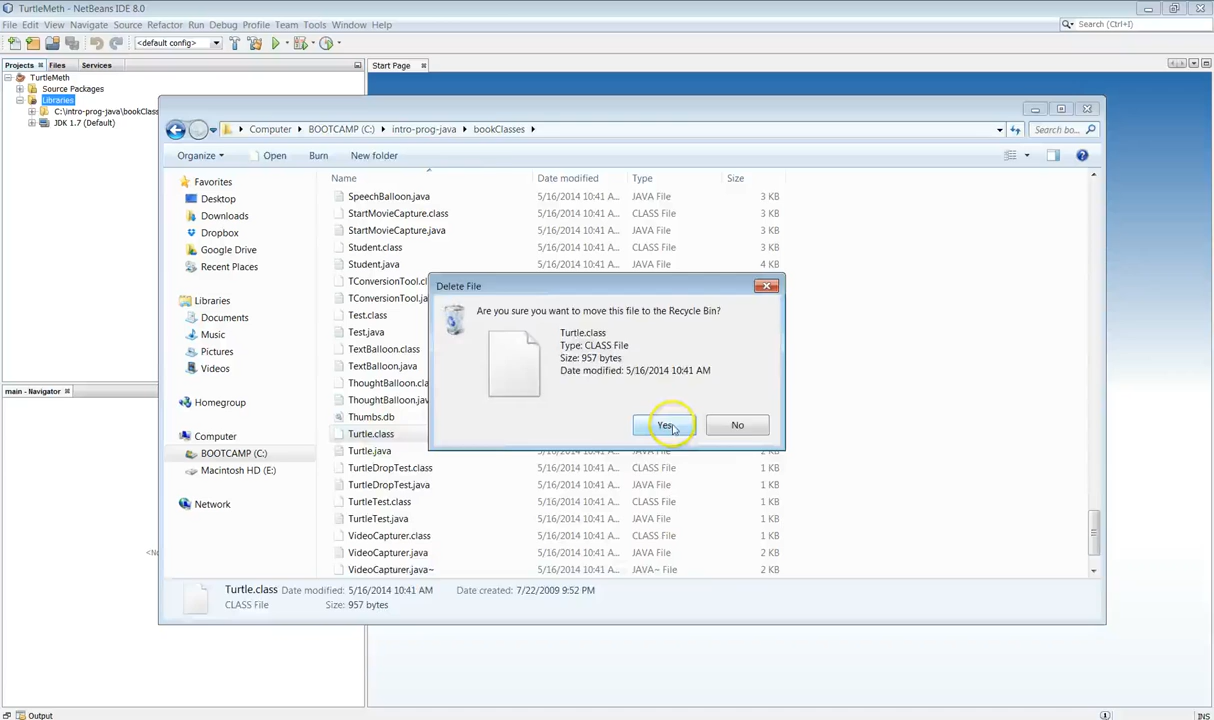 TurtleMeth - NetBeans IDE 8.0
File Edit View Navigate Source Refactor Run Debug Profile Team Tools Window Help
Search (Ctrl+I)
<default config>
Projects Files Services
Start Page
TurtleMeth
Source Packages
Libraries
C:\intro-prog-java\bookClass
JDK 1.7 (Default)
Computer BOOTCAMP (C:) intro-prog-java bookClasses
Search bo...
Organize Open Burn New folder
Name Date modified Type Size
Favorites
Desktop
Downloads
Dropbox
Google Drive
Recent Places
Libraries
Documents
Music
Pictures
Videos
Homegroup
Computer
BOOTCAMP (C:)
Macintosh HD (E:)
Network
SpeechBalloon.java 5/16/2014 10:41 A... JAVA File 3 KB
StartMovieCapture.class 5/16/2014 10:41 A... CLASS File 3 KB
StartMovieCapture.java 5/16/2014 10:41 A... JAVA File 3 KB
Student.class 5/16/2014 10:41 A... CLASS File 3 KB
Student.java 5/16/2014 10:41 A... JAVA File 4 KB
TConversionTool.cl
TConversionTool.ja
Test.class
Test.java
TextBalloon.class
TextBalloon.java
ThoughtBalloon.cla
ThoughtBalloon.jav
Thumbs.db
Turtle.class
Turtle.java
TurtleDropTest.class 5/16/2014 10:41 A... CLASS File 1 KB
TurtleDropTest.java 5/16/2014 10:41 A... JAVA File 1 KB
TurtleTest.class 5/16/2014 10:41 A... CLASS File 1 KB
TurtleTest.java 5/16/2014 10:41 A... JAVA File 1 KB
VideoCapturer.class 5/16/2014 10:41 A... CLASS File 1 KB
VideoCapturer.java 5/16/2014 10:41 A... JAVA File 2 KB
VideoCapturer.java~ 5/16/2014 10:41 A... JAVA~ File 2 KB
Delete File
Are you sure you want to move this file to the Recycle Bin?
Turtle.class
Type: CLASS File
Size: 957 bytes
Date modified: 5/16/2014 10:41 AM
Yes No
Turtle.class Date modified: 5/16/2014 10:41 AM Date created: 7/22/2009 9:52 PM
CLASS File Size: 957 bytes
main - Navigator
<No
Output
INS